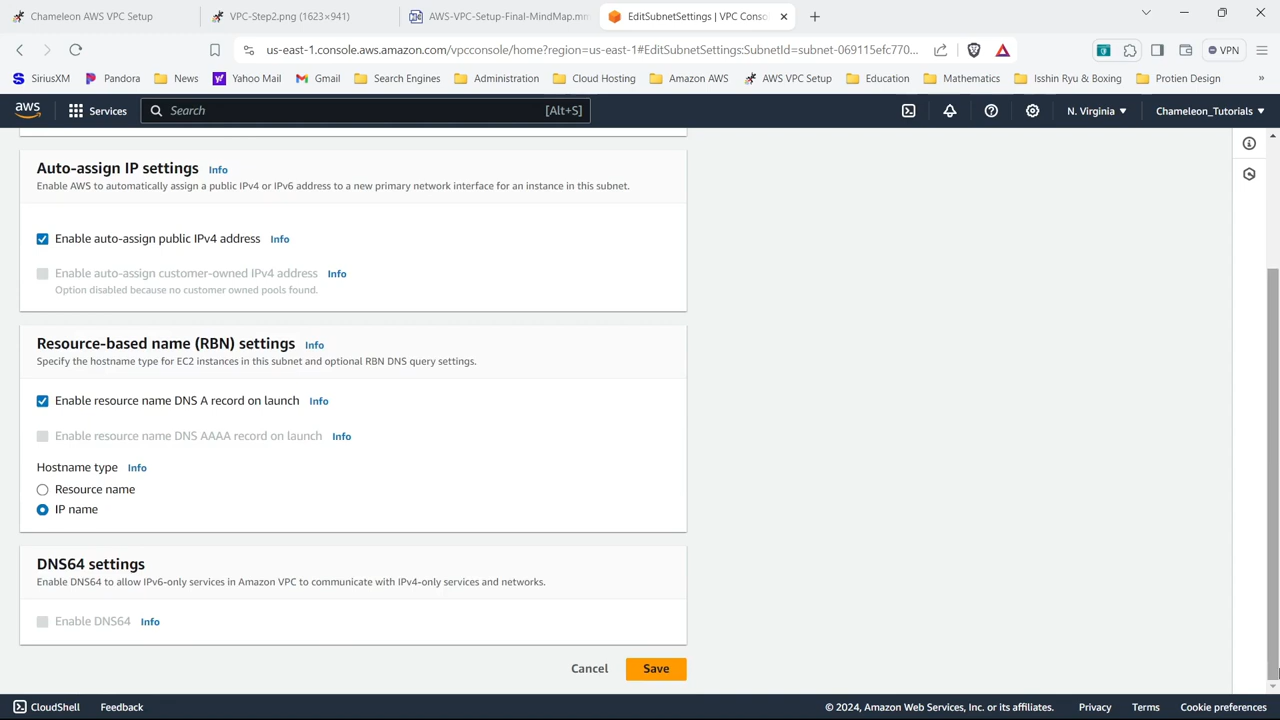 Chameleon AWS VPC Setup
VPC-Step2.png (1623×941)
AWS-VPC-Setup-Final-MindMap.mm
EditSubnetSettings | VPC Conso
us-east-1.console.aws.amazon.com/vpcconsole/home?region=us-east-1#EditSubnetSettings:SubnetId=subnet-069115efc770...
VPN
SiriusXM
Pandora
News
Yahoo Mail
Gmail
Search Engines
Administration
Cloud Hosting
Amazon AWS
AWS VPC Setup
Education
Mathematics
Isshin Ryu & Boxing
Protien Design
»
aws
Services
Search
[Alt+S]
N. Virginia
Chameleon_Tutorials
Auto-assign IP settings Info
Enable AWS to automatically assign a public IPv4 or IPv6 address to a new primary network interface for an instance in this subnet.
Enable auto-assign public IPv4 address Info
Enable auto-assign customer-owned IPv4 address Info
Option disabled because no customer owned pools found.
Resource-based name (RBN) settings Info
Specify the hostname type for EC2 instances in this subnet and optional RBN DNS query settings.
Enable resource name DNS A record on launch Info
Enable resource name DNS AAAA record on launch Info
Hostname type Info
Resource name
IP name
DNS64 settings
Enable DNS64 to allow IPv6-only services in Amazon VPC to communicate with IPv4-only services and networks.
Enable DNS64 Info
Cancel
Save
CloudShell
Feedback
© 2024, Amazon Web Services, Inc. or its affiliates.
Privacy
Terms
Cookie preferences